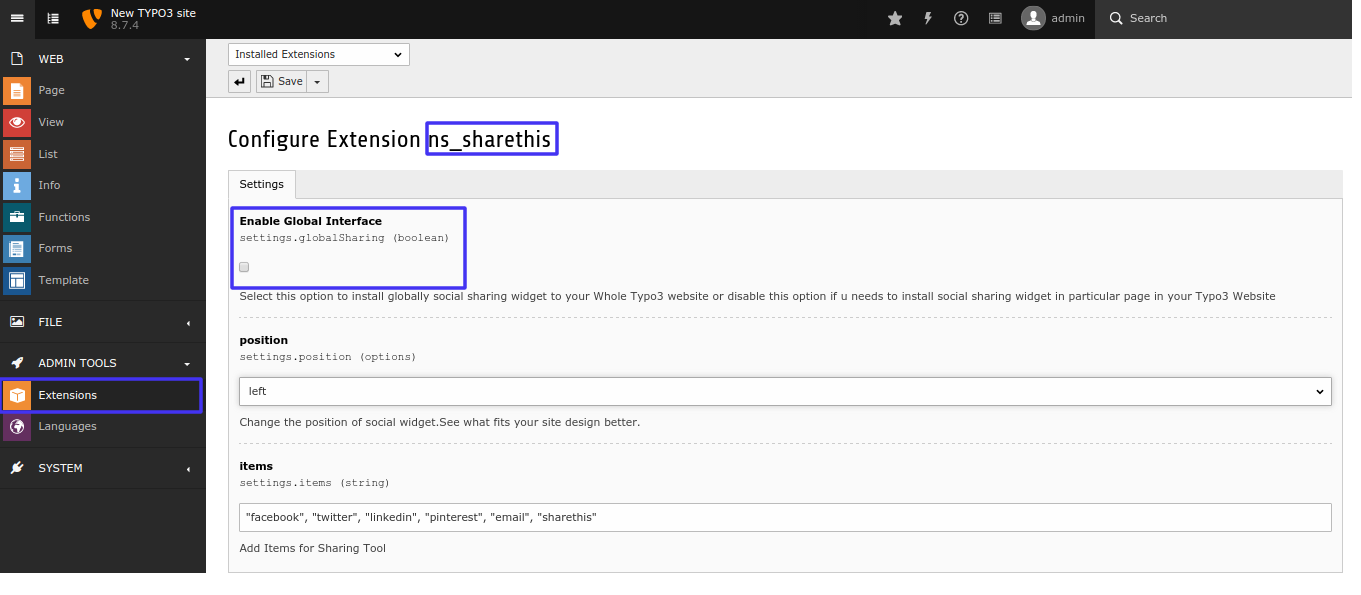 New TYPO3 site
8.7.4
admin
Search
WEB
Page
View
List
Info
Functions
Forms
Template
FILE
ADMIN TOOLS
Extensions
Languages
SYSTEM
Installed Extensions
Save
Configure Extension ns_sharethis
Settings
Enable Global Interface
settings.globalSharing (boolean)
Select this option to install globally social sharing widget to your Whole Typo3 website or disable this option if u needs to install social sharing widget in particular page in your Typo3 Website
position
settings.position (options)
left
Change the position of social widget.See what fits your site design better.
items
settings.items (string)
"facebook", "twitter", "linkedin", "pinterest", "email", "sharethis"
Add Items for Sharing Tool